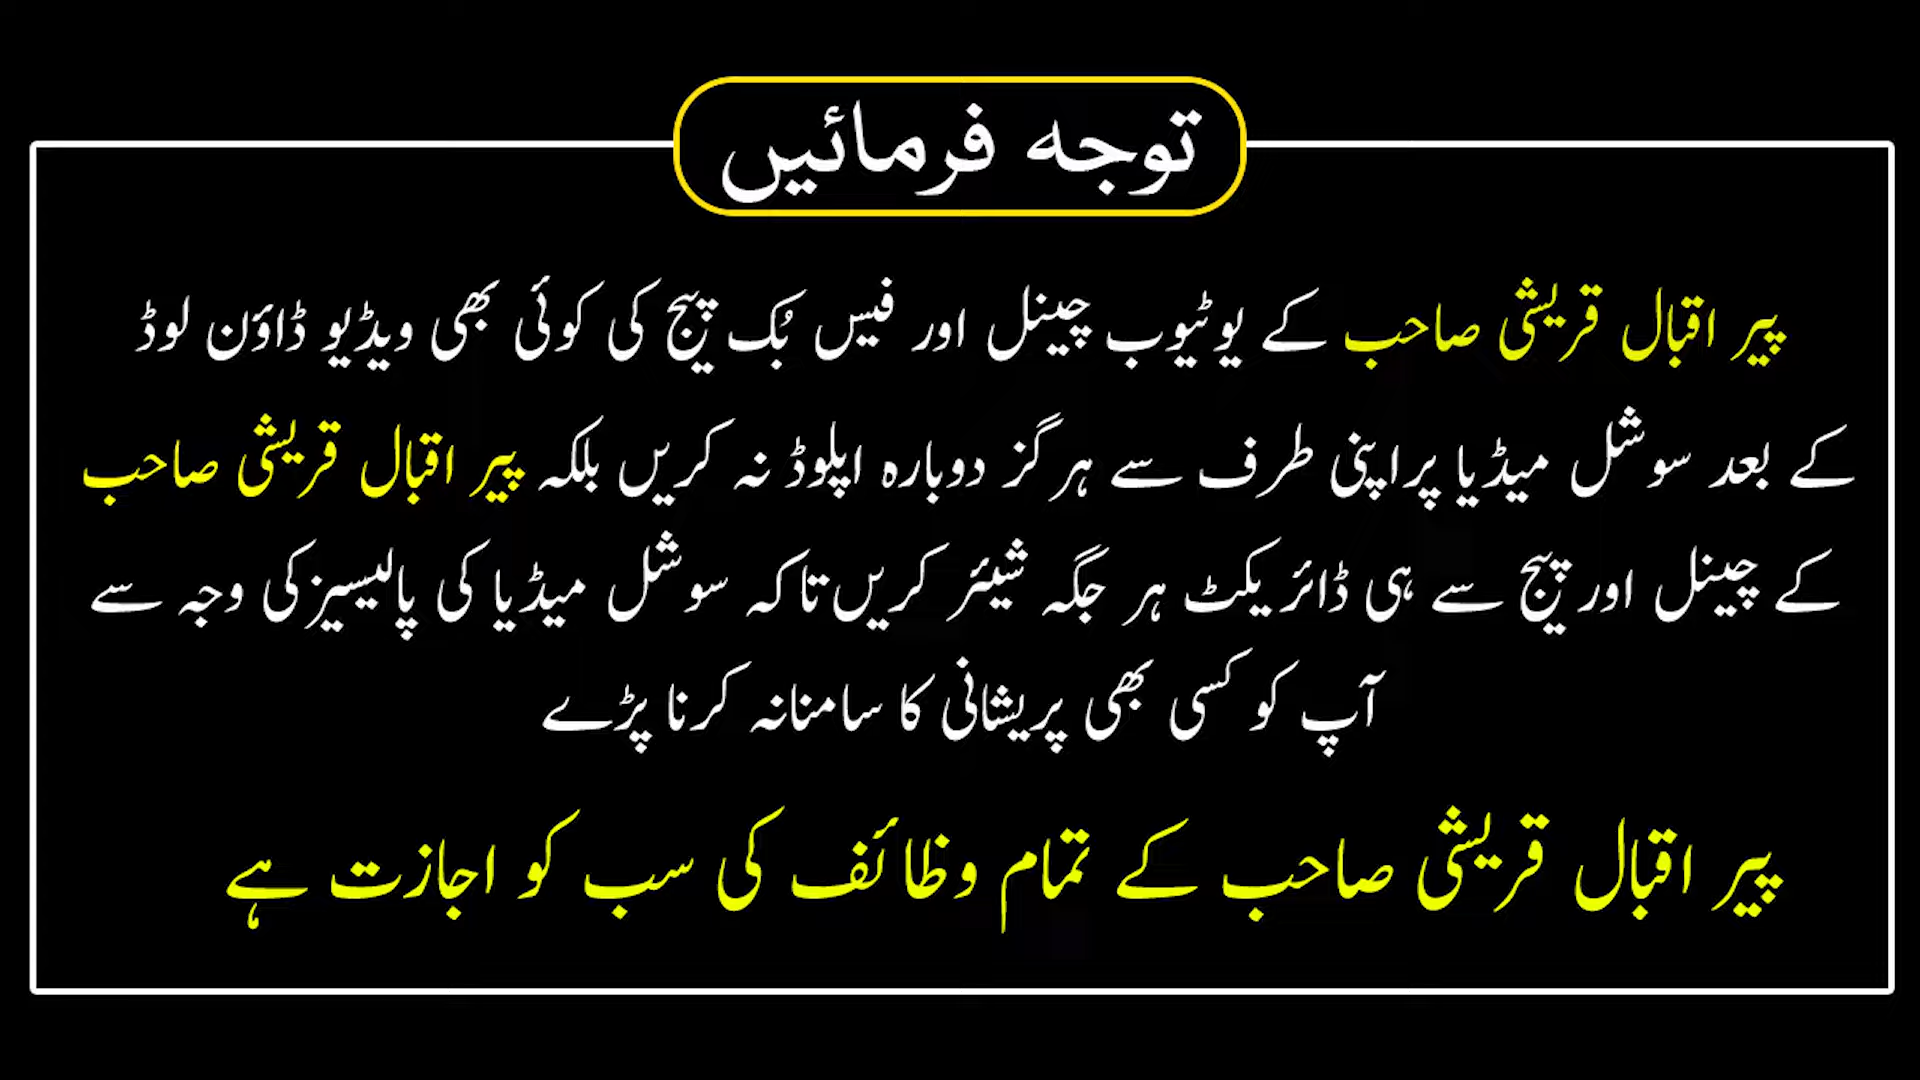 توجہ فرمائیں
پیر اقبال قریشی صاحب کے یوٹیوب چینل اور فیس بُک پیج کی کوئی بھی ویڈیو ڈاؤن لوڈ
کے بعد سوشل میڈیا پر اپنی طرف سے ہرگز دوبارہ اپلوڈ نہ کریں بلکہ پیر اقبال قریشی صاحب
کے چینل اور پیج سے ہی ڈائریکٹ ہر جگہ شیئر کریں تاکہ سوشل میڈیا کی پالیسیز کی وجہ سے
آپ کو کسی بھی پریشانی کا سامنا نہ کرنا پڑے
پیر اقبال قریشی صاحب کے تمام وظائف کی سب کو اجازت ہے